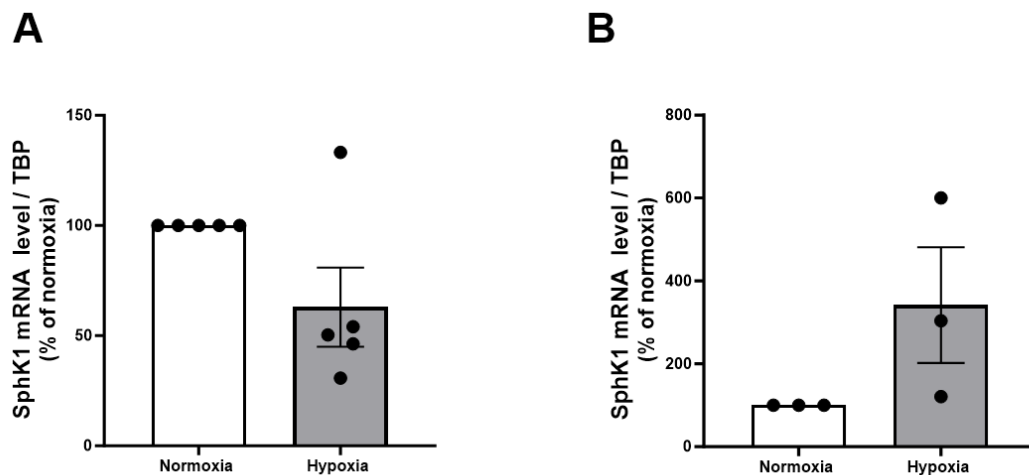 A
SphK1 mRNA level / TBP
(% of normoxia)
150
100
50
0
Normoxia
Hypoxia
B
SphK1 mRNA level / TBP
(% of normoxia)
800
600
400
200
0
Normoxia
Hypoxia